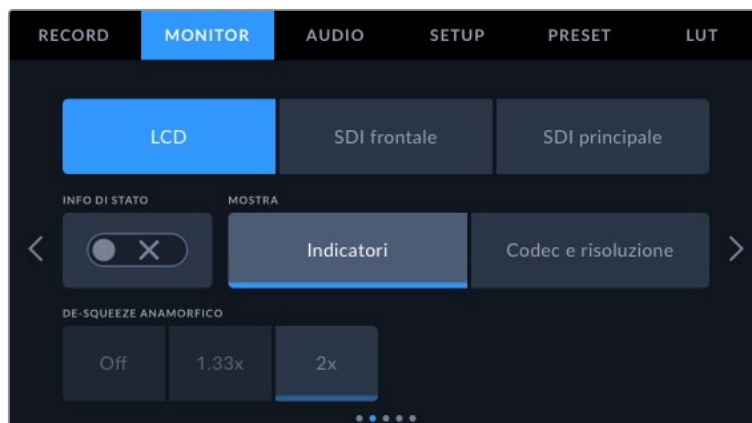 RECORD MONITOR AUDIO SETUP PRESET LUT
LCD SDI frontale SDI principale
INFO DI STATO MOSTRA
Indicatori Codec e risoluzione
DE-SQUEEZE ANAMORFICO
Off 1.33x 2x